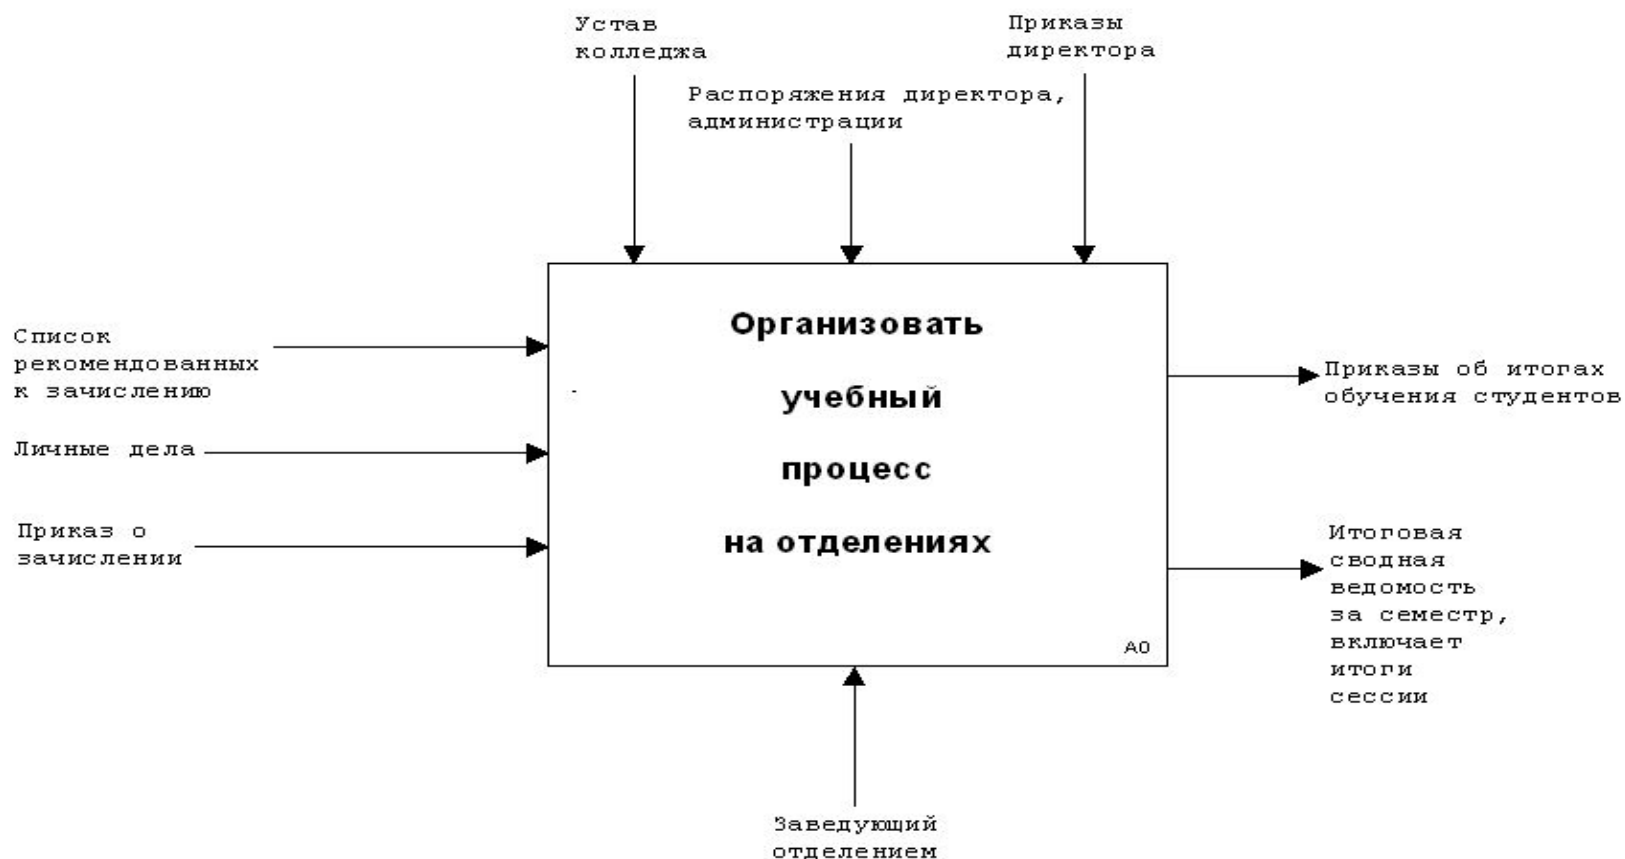 Устав
колледжа
Приказы
директора
Распоряжения директора,
администрации
Организовать
учебный
процесс
на отделениях
A0
Список
рекомендованных
к зачислению
Личные дела
Приказ о
зачислении
Приказы об итогах
обучения студентов
Итоговая
сводная
ведомость
за семестр,
включает
итоги
сессии
Заведующий
отделением